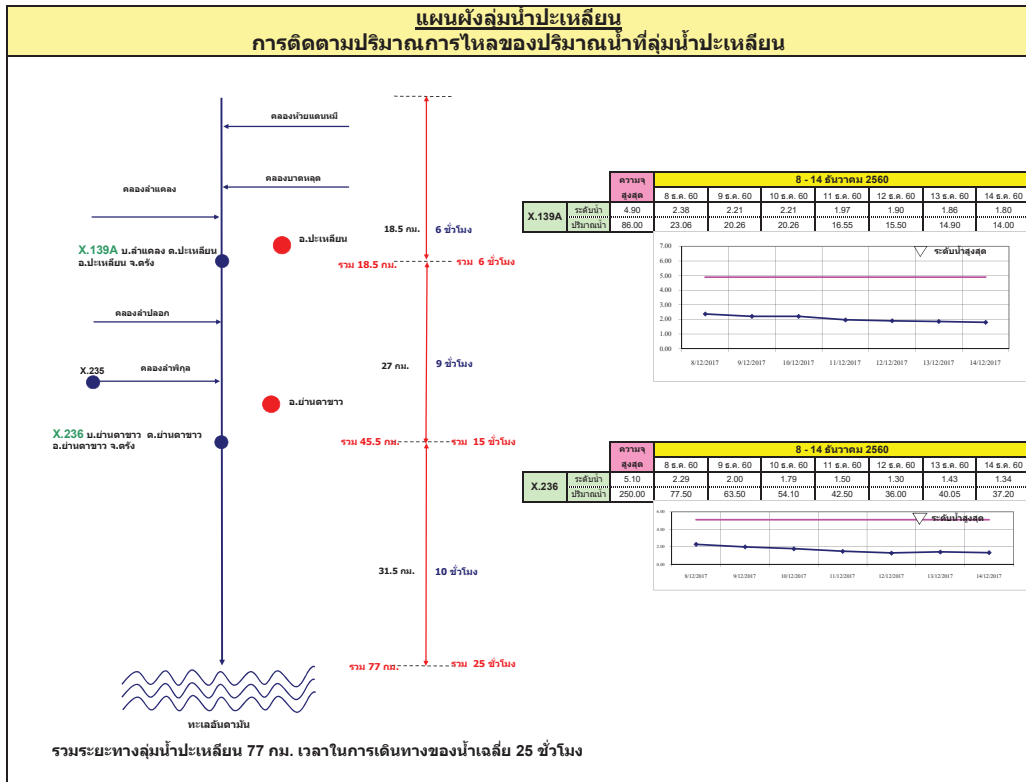 แผนผังลุ่มน้ำปะเหลียน
การติดตามปริมาณการไหลของปริมาณน้ำที่ลุ่มน้ำปะเหลียน
คลองห้วยแดนหมี
คลองบาตหลุด
คลองลำแคลง
18.5 กม.
6 ชั่วโมง
อ.ปะเหลียน
X.139A บ.ลำแคลง ต.ปะเหลียน
อ.ปะเหลียน จ.ตรัง
รวม 18.5 กม.
รวม 6 ชั่วโมง
คลองลำปลอก
27 กม.
9 ชั่วโมง
X.235
คลองลำพิกุล
อ.ย่านตาขาว
X.236 บ.ย่านตาขาว ต.ย่านตาขาว
อ.ย่านตาขาว จ.ตรัง
รวม 45.5 กม.
รวม 15 ชั่วโมง
31.5 กม.
10 ชั่วโมง
รวม 77 กม.
รวม 25 ชั่วโมง
ทะเลอันดามัน
ความจุ 8 - 14 ธันวาคม 2560
สูงสุด 8 ธ.ค. 60 9 ธ.ค. 60 10 ธ.ค. 60 11 ธ.ค. 60 12 ธ.ค. 60 13 ธ.ค. 60 14 ธ.ค. 60
X.139A
ระดับน้ำ 4.90 2.38 2.21 2.21 1.97 1.90 1.86 1.80
ปริมาณน้ำ 86.00 23.06 20.26 20.26 16.55 15.50 14.90 14.00
ระดับน้ำสูงสุด
7.00
6.00
5.00
4.00
3.00
2.00
1.00
0.00
8/12/2017 9/12/2017 10/12/2017 11/12/2017 12/12/2017 13/12/2017 14/12/2017
ความจุ 8 - 14 ธันวาคม 2560
สูงสุด 8 ธ.ค. 60 9 ธ.ค. 60 10 ธ.ค. 60 11 ธ.ค. 60 12 ธ.ค. 60 13 ธ.ค. 60 14 ธ.ค. 60
X.236
ระดับน้ำ 5.10 2.29 2.00 1.79 1.50 1.30 1.43 1.34
ปริมาณน้ำ 250.00 77.50 63.50 54.10 42.50 36.00 40.05 37.20
ระดับน้ำสูงสุด
6.00
4.00
2.00
0.00
8/12/2017 9/12/2017 10/12/2017 11/12/2017 12/12/2017 13/12/2017 14/12/2017
รวมระยะทางลุ่มน้ำปะเหลียน 77 กม. เวลาในการเดินทางของน้ำเฉลี่ย 25 ชั่วโมง